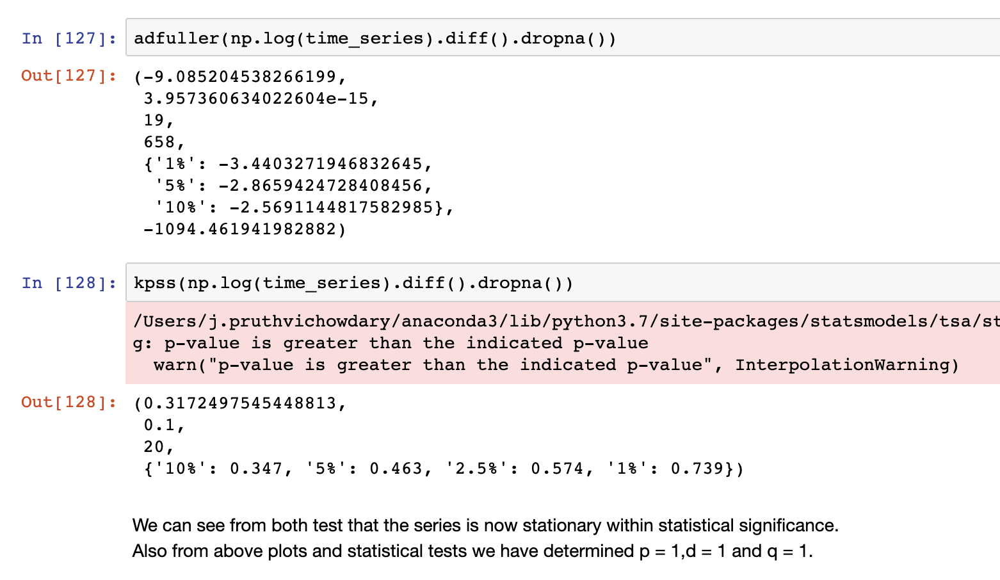 In [127]: adfuller(np.log(time_series).diff().dropna())
Out[127]: (-9.085204538266199,
3.957360634022604e-15,
19,
658,
{'1%': -3.4403271946832645,
'5%': -2.8659424728408456,
'10%': -2.5691144817582985},
-1094.461941982882)
In [128]: kpss(np.log(time_series).diff().dropna())
/Users/j.pruthvichowdary/anaconda3/lib/python3.7/site-packages/statsmodels/tsa/st
g: p-value is greater than the indicated p-value
warn("p-value is greater than the indicated p-value", InterpolationWarning)
Out[128]: (0.3172497545448813,
0.1,
20,
{'10%': 0.347, '5%': 0.463, '2.5%': 0.574, '1%': 0.739})
We can see from both test that the series is now stationary within statistical significance.
Also from above plots and statistical tests we have determined p = 1,d = 1 and q = 1.